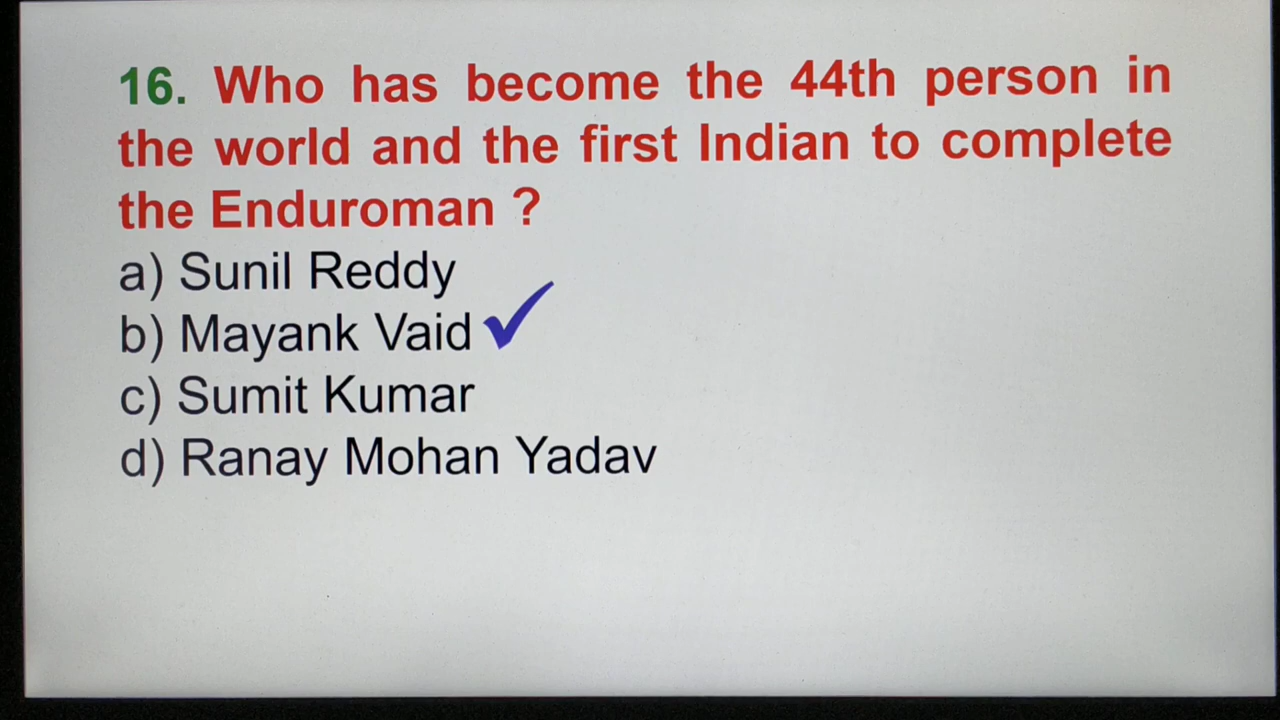 16. Who has become the 44th person in
the world and the first Indian to complete
the Enduroman ?
a) Sunil Reddy
b) Mayank Vaid
c) Sumit Kumar
d) Ranay Mohan Yadav